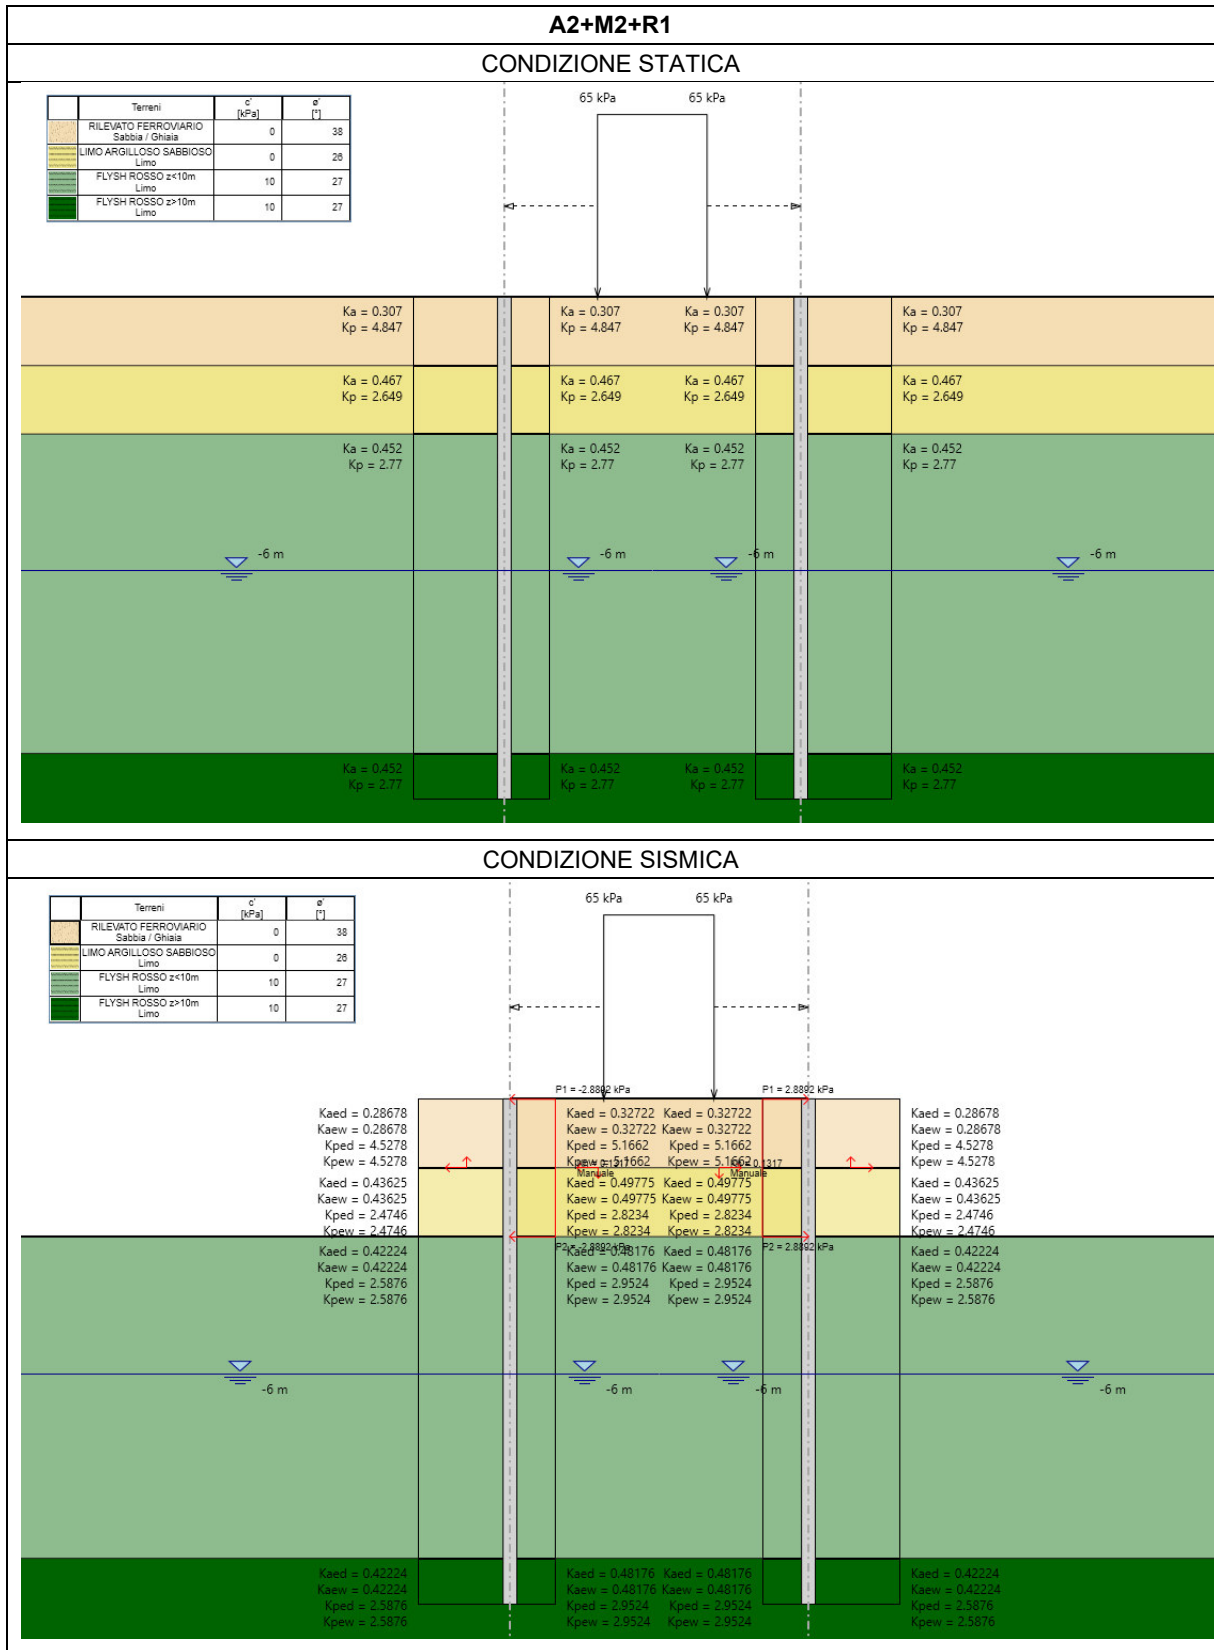 A2+M2+R1
CONDIZIONE STATICA
Terreni c' [kPa] ø' [°]
RILEVATO FERROVIARIO
Sabbia / Ghiaia 0 38
LIMO ARGILLOSO SABBIOSO
Limo 0 26
FLYSH ROSSO z<10m
Limo 10 27
FLYSH ROSSO z>10m
Limo 10 27
65 kPa 65 kPa
Ka = 0.307 Ka = 0.307 Ka = 0.307 Ka = 0.307
Kp = 4.847 Kp = 4.847 Kp = 4.847 Kp = 4.847
Ka = 0.467 Ka = 0.467 Ka = 0.467 Ka = 0.467
Kp = 2.649 Kp = 2.649 Kp = 2.649 Kp = 2.649
Ka = 0.452 Ka = 0.452 Ka = 0.452 Ka = 0.452
Kp = 2.77 Kp = 2.77 Kp = 2.77 Kp = 2.77
-6 m -6 m -6 m -6 m
Ka = 0.452 Ka = 0.452 Ka = 0.452 Ka = 0.452
Kp = 2.77 Kp = 2.77 Kp = 2.77 Kp = 2.77
CONDIZIONE SISMICA
Terreni c' [kPa] ø' [°]
RILEVATO FERROVIARIO
Sabbia / Ghiaia 0 38
LIMO ARGILLOSO SABBIOSO
Limo 0 26
FLYSH ROSSO z<10m
Limo 10 27
FLYSH ROSSO z>10m
Limo 10 27
65 kPa 65 kPa
P1 = -2.8892 kPa P1 = 2.8892 kPa
Kaed = 0.28678 Kaed = 0.32722 Kaed = 0.32722 Kaed = 0.28678
Kaew = 0.28678 Kaew = 0.32722 Kaew = 0.32722 Kaew = 0.28678
Kped = 4.5278 Kped = 5.1662 Kped = 5.1662 Kped = 4.5278
Kpew = 4.5278 Kpew = 5.1662 Kpew = 5.1662 Kpew = 4.5278
Manuale Manuale
Kaed = 0.43625 Kaed = 0.49775 Kaed = 0.49775 Kaed = 0.43625
Kaew = 0.43625 Kaew = 0.49775 Kaew = 0.49775 Kaew = 0.43625
Kped = 2.4746 Kped = 2.8234 Kped = 2.8234 Kped = 2.4746
Kpew = 2.4746 Kpew = 2.8234 Kpew = 2.8234 Kpew = 2.4746
P2 = -2.8892 kPa P2 = 2.8892 kPa
Kaed = 0.42224 Kaed = 0.48176 Kaed = 0.48176 Kaed = 0.42224
Kaew = 0.42224 Kaew = 0.48176 Kaew = 0.48176 Kaew = 0.42224
Kped = 2.5876 Kped = 2.9524 Kped = 2.9524 Kped = 2.5876
Kpew = 2.5876 Kpew = 2.9524 Kpew = 2.9524 Kpew = 2.5876
-6 m -6 m -6 m -6 m
Kaed = 0.42224 Kaed = 0.48176 Kaed = 0.48176 Kaed = 0.42224
Kaew = 0.42224 Kaew = 0.48176 Kaew = 0.48176 Kaew = 0.42224
Kped = 2.5876 Kped = 2.9524 Kped = 2.9524 Kped = 2.5876
Kpew = 2.5876 Kpew = 2.9524 Kpew = 2.9524 Kpew = 2.5876